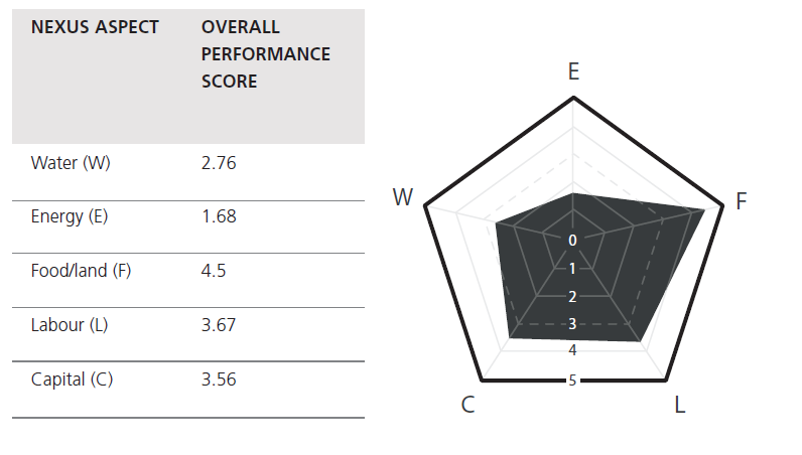 NEXUS ASPECT
OVERALL
PERFORMANCE
SCORE
Water (W)
2.76
Energy (E)
1.68
Food/land (F)
4.5
Labour (L)
3.67
Capital (C)
3.56
E
W
F
0
1
2
3
4
5
C
L